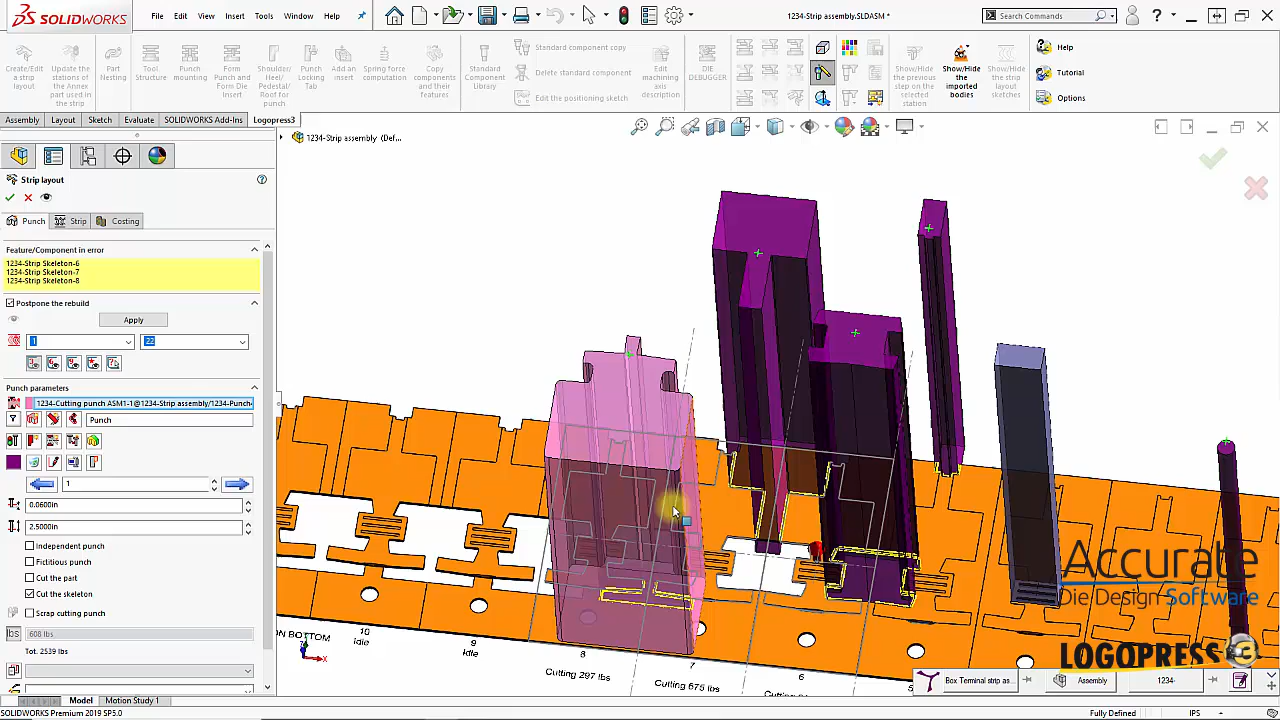 SOLIDWORKS
File Edit View Insert Tools Window Help
1234-Strip assembly.SLDASM *
Search Commands
Create/Edit a strip layout
Update the stations of the Annex part used in the strip
Part Nesting
Tool Structure
Punch mounting
Form Punch and Form Die Insert
Shoulder/ Heel/ Pedestal/ Roof for punch
Punch Locking Tab
Add an insert
Spring force computation
Copy components and their features
Standard Component Library
Standard component copy
Delete standard component
Edit the positioning sketch
Edit machining axis description
DIE DEBUGGER
Show/Hide the previous step on the selected station
Show/Hide the imported bodies
Show/Hide the strip layout sketches
Help
Tutorial
Options
Assembly Layout Sketch Evaluate SOLIDWORKS Add-Ins Logopress3
1234-Strip assembly (Def...
Strip layout
Punch Strip Costing
Feature/Component in error
1234-Strip Skeleton-6
1234-Strip Skeleton-7
1234-Strip Skeleton-8
Postpone the rebuild
Apply
1 22
Punch parameters
1234-Cutting punch ASM1-1@1234-Strip assembly/1234-Punch-
Punch
1
0.0600in
2.5000in
Independent punch
Fictitious punch
Cut the part
Cut the skeleton
Scrap cutting punch
lbs 608 lbs
Tot. 2539 lbs
ON BOTTOM
10
Idle
9
Idle
8
Cutting 297 lbs
7
Cutting 675 lbs
6
Accurate
Die Design Software
LOGOPRESS3
Box Terminal strip as... Assembly 1234-
Model Motion Study 1
SOLIDWORKS Premium 2019 SP5.0
Fully Defined IPS